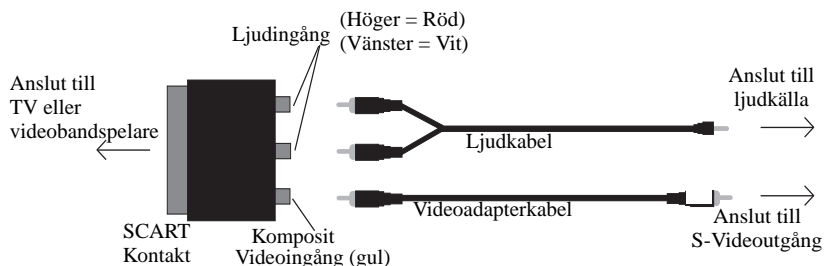 Ljudingång
(Höger = Röd)
(Vänster = Vit)
Anslut till
TV eller
videobandspelare
Anslut till
ljudkälla
Ljudkabel
Videoadapterkabel
SCART
Kontakt
Komposit
Videoingång (gul)
Anslut till
S-Videoutgång